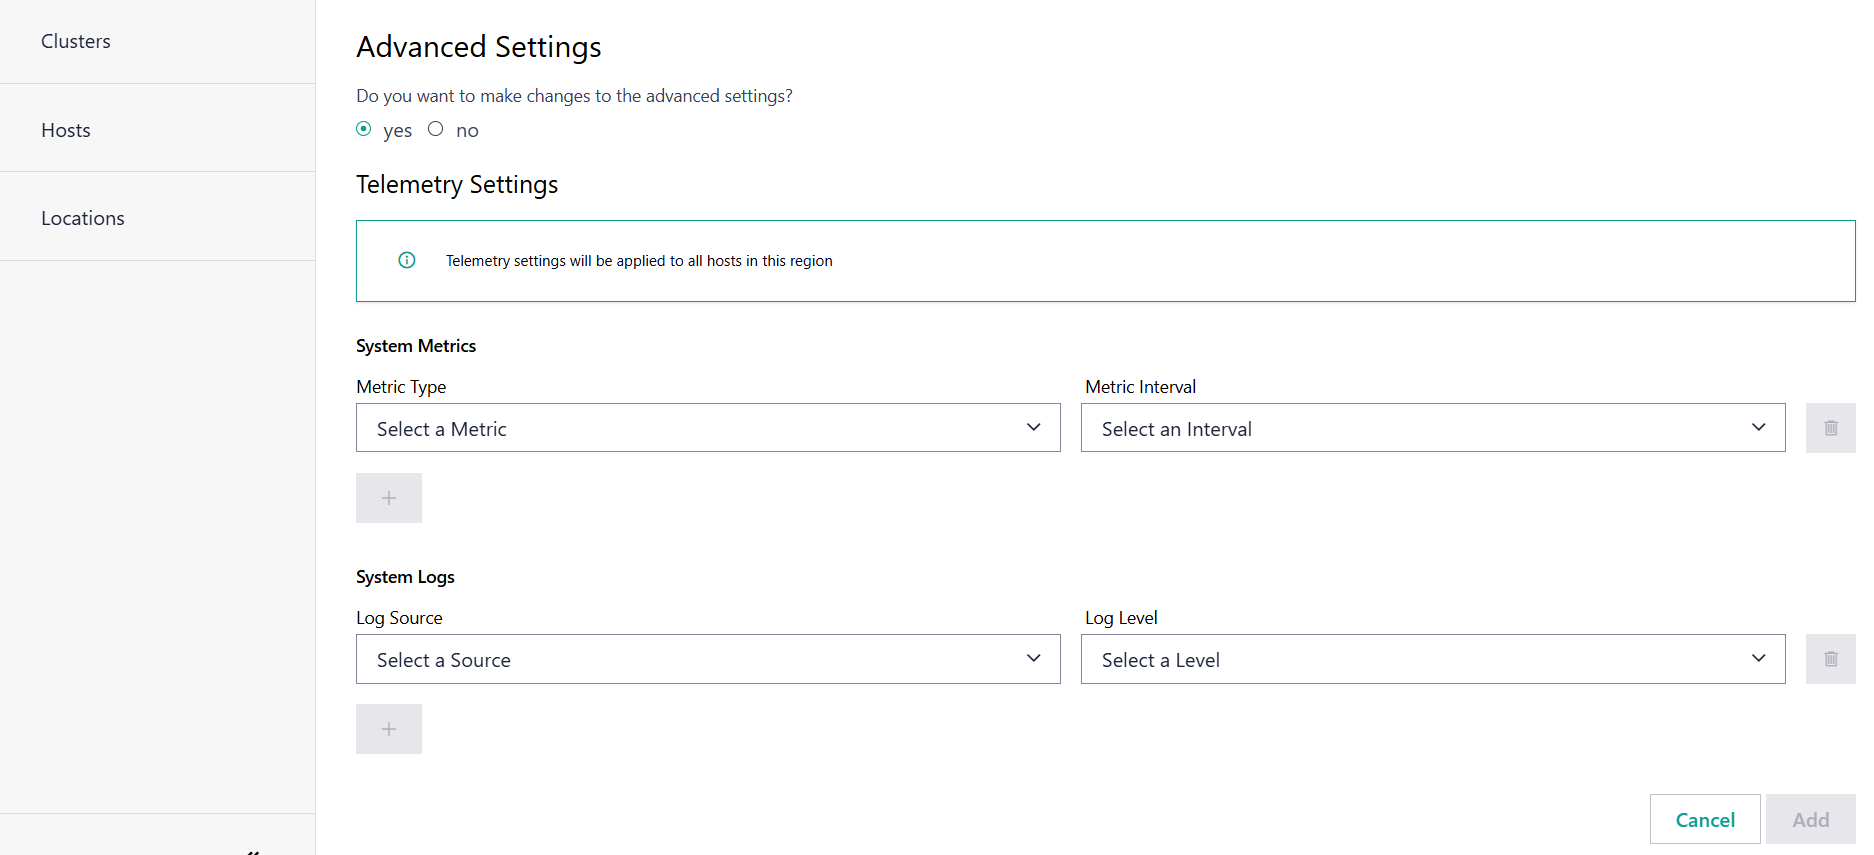 Clusters
Hosts
Locations
Advanced Settings
Do you want to make changes to the advanced settings?
yes no
Telemetry Settings
Telemetry settings will be applied to all hosts in this region
System Metrics
Metric Type Metric Interval
Select a Metric Select an Interval
+
System Logs
Log Source Log Level
Select a Source Select a Level
+
Cancel Add